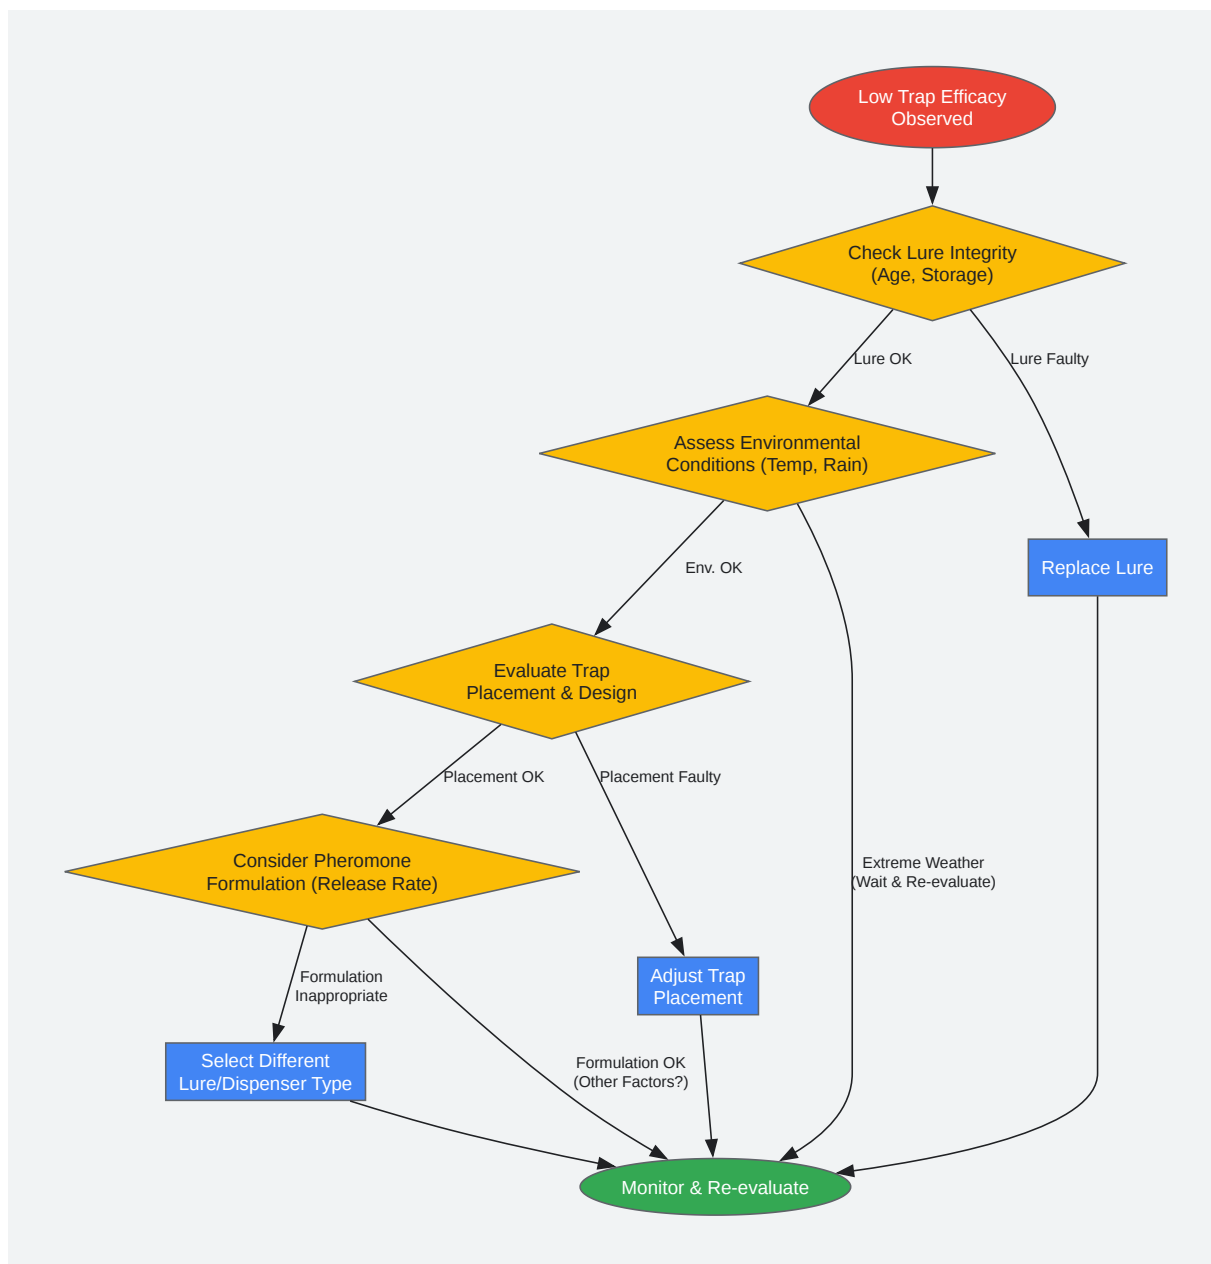 Low Trap Efficacy
Observed
Check Lure Integrity
(Age, Storage)
Lure OK
Lure Faulty
Assess Environmental
Conditions (Temp, Rain)
Env. OK
Replace Lure
Evaluate Trap
Placement & Design
Placement OK
Placement Faulty
Consider Pheromone
Formulation (Release Rate)
Extreme Weather
(Wait & Re-evaluate)
Formulation
Inappropriate
Adjust Trap
Placement
Select Different
Lure/Dispenser Type
Formulation OK
(Other Factors?)
Monitor & Re-evaluate